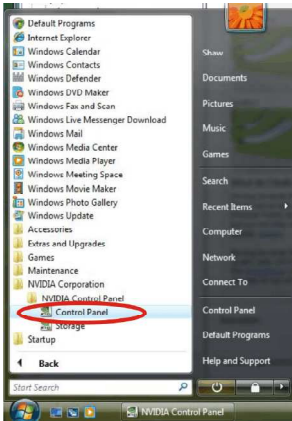 Default Programs
Internet Explorer
Windows Calendar
Windows Contacts
Windows Defender
Windows DVD Maker
Windows Fax and Scan
Windows Live Messenger Download
Windows Mail
Windows Media Center
Windows Media Player
Windows Meeting Space
Windows Movie Maker
Windows Photo Gallery
Windows Update
Accessories
Extras and Upgrades
Games
Maintenance
NVIDIA Corporation
NVIDIA Control Panel
Control Panel
Storage
Startup
Back
Start Search
Shaw
Documents
Pictures
Music
Games
Search
Recent Items
Computer
Network
Connect To
Control Panel
Default Programs
Help and Support
NVIDIA Control Panel